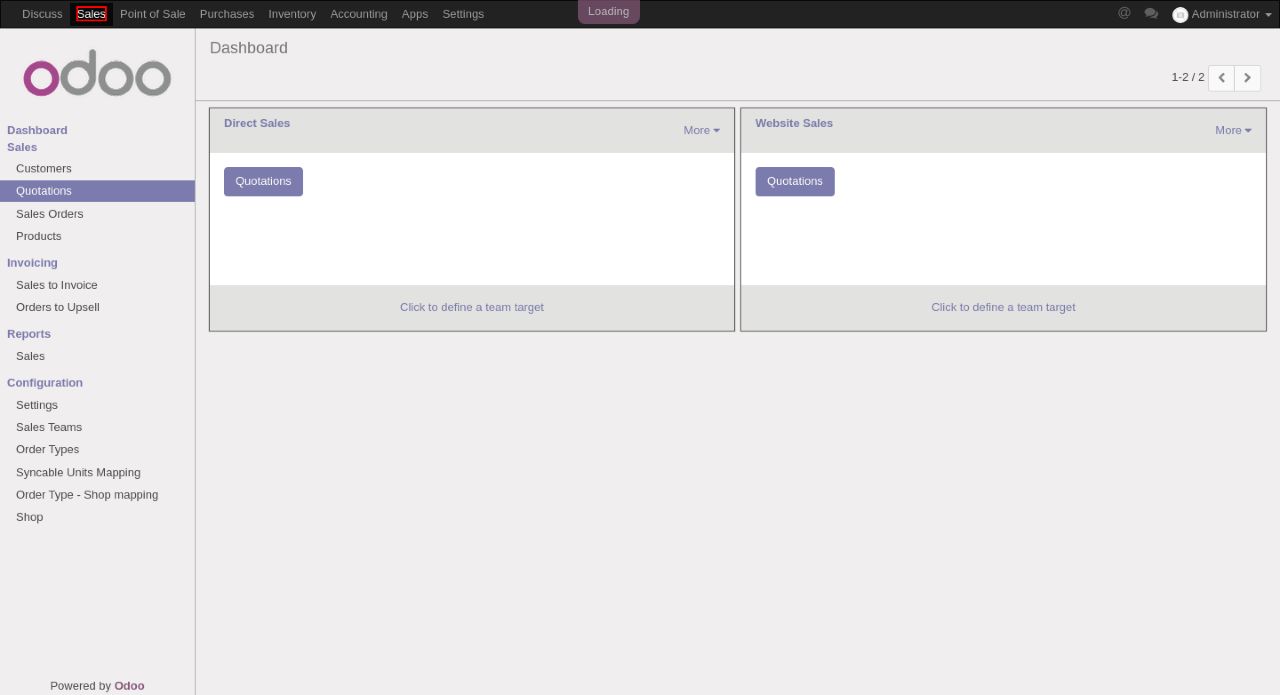 Discuss Sales Point of Sale Purchases Inventory Accounting Apps Settings Loading @ Administrator
odoo
Dashboard
1-2 / 2
Dashboard
Sales
Customers
Quotations
Sales Orders
Products
Invoicing
Sales to Invoice
Orders to Upsell
Reports
Sales
Configuration
Settings
Sales Teams
Order Types
Syncable Units Mapping
Order Type - Shop mapping
Shop
Powered by Odoo
Direct Sales
More
Quotations
Click to define a team target
Website Sales
More
Quotations
Click to define a team target